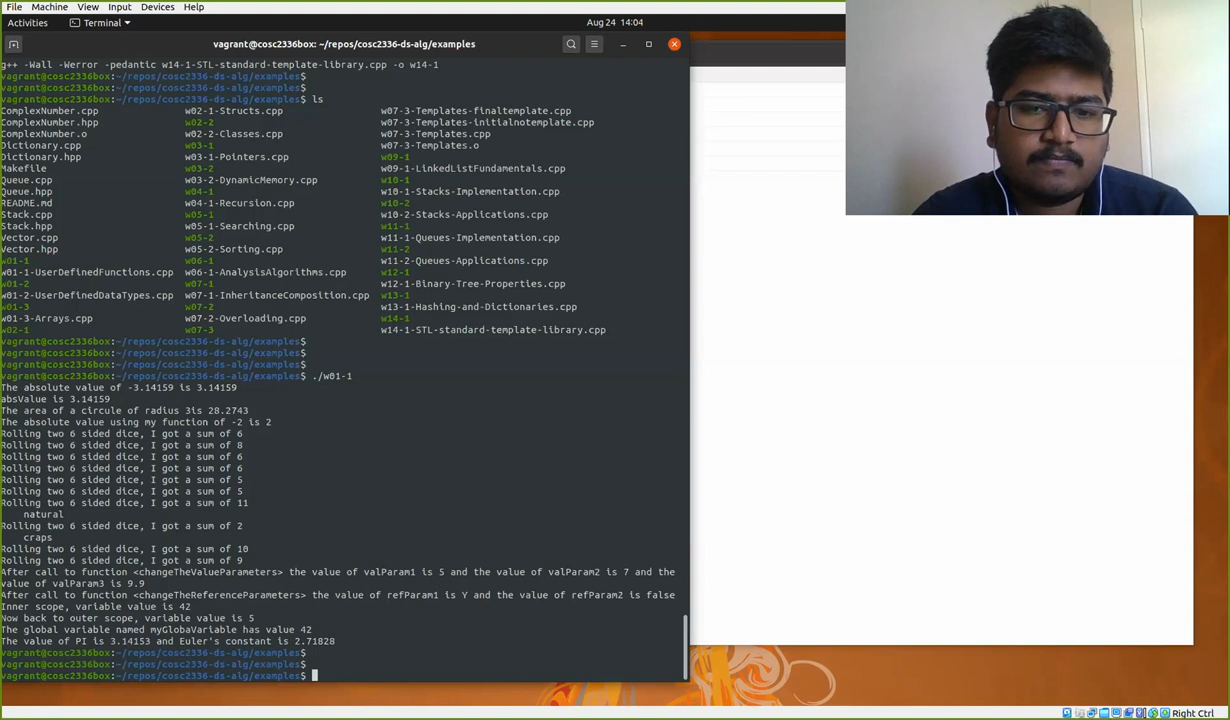 File Machine View Input Devices Help
Activities Terminal Aug 24 14:04
vagrant@cosc2336box: ~/repos/cosc2336-ds-alg/examples
g++ -Wall -Werror -pedantic w14-1-STL-standard-template-library.cpp -o w14-1
vagrant@cosc2336box:~/repos/cosc2336-ds-alg/examples$
vagrant@cosc2336box:~/repos/cosc2336-ds-alg/examples$
vagrant@cosc2336box:~/repos/cosc2336-ds-alg/examples$ ls
ComplexNumber.cpp w02-1-Structs.cpp w07-3-Templates-finaltemplate.cpp
ComplexNumber.hpp w02-2 w07-3-Templates-initialnotemplate.cpp
ComplexNumber.o w02-2-Classes.cpp w07-3-Templates.cpp
Dictionary.cpp w03-1 w07-3-Templates.o
Dictionary.hpp w03-1-Pointers.cpp w09-1
Makefile w03-2 w09-1-LinkedListFundamentals.cpp
Queue.cpp w03-2-DynamicMemory.cpp w10-1
Queue.hpp w04-1 w10-1-Stacks-Implementation.cpp
README.md w04-1-Recursion.cpp w10-2
Stack.cpp w05-1 w10-2-Stacks-Applications.cpp
Stack.hpp w05-1-Searching.cpp w11-1
Vector.cpp w05-2 w11-1-Queues-Implementation.cpp
Vector.hpp w05-2-Sorting.cpp w11-2
w01-1 w06-1 w11-2-Queues-Applications.cpp
w01-1-UserDefinedFunctions.cpp w06-1-AnalysisAlgorithms.cpp w12-1
w01-2 w07-1 w12-1-Binary-Tree-Properties.cpp
w01-2-UserDefinedDataTypes.cpp w07-1-InheritanceComposition.cpp w13-1
w01-3 w07-2 w13-1-Hashing-and-Dictionaries.cpp
w01-3-Arrays.cpp w07-2-Overloading.cpp w14-1
w02-1 w07-3 w14-1-STL-standard-template-library.cpp
vagrant@cosc2336box:~/repos/cosc2336-ds-alg/examples$
vagrant@cosc2336box:~/repos/cosc2336-ds-alg/examples$
vagrant@cosc2336box:~/repos/cosc2336-ds-alg/examples$
vagrant@cosc2336box:~/repos/cosc2336-ds-alg/examples$ ./w01-1
The absolute value of -3.14159 is 3.14159
absValue is 3.14159
The area of a circule of radius 3is 28.2743
The absolute value using my function of -2 is 2
Rolling two 6 sided dice, I got a sum of 6
Rolling two 6 sided dice, I got a sum of 8
Rolling two 6 sided dice, I got a sum of 6
Rolling two 6 sided dice, I got a sum of 6
Rolling two 6 sided dice, I got a sum of 5
Rolling two 6 sided dice, I got a sum of 5
Rolling two 6 sided dice, I got a sum of 11
natural
Rolling two 6 sided dice, I got a sum of 2
craps
Rolling two 6 sided dice, I got a sum of 10
Rolling two 6 sided dice, I got a sum of 9
After call to function <changeTheValueParameters> the value of valParam1 is 5 and the value of valParam2 is 7 and the
value of valParam3 is 9.9
After call to function <changeTheReferenceParameters> the value of refParam1 is Y and the value of refParam2 is false
Inner scope, variable value is 42
Now back to outer scope, variable value is 5
The global variable named myGlobaVariable has value 42
The value of PI is 3.14153 and Euler's constant is 2.71828
vagrant@cosc2336box:~/repos/cosc2336-ds-alg/examples$
vagrant@cosc2336box:~/repos/cosc2336-ds-alg/examples$
vagrant@cosc2336box:~/repos/cosc2336-ds-alg/examples$
Right Ctrl